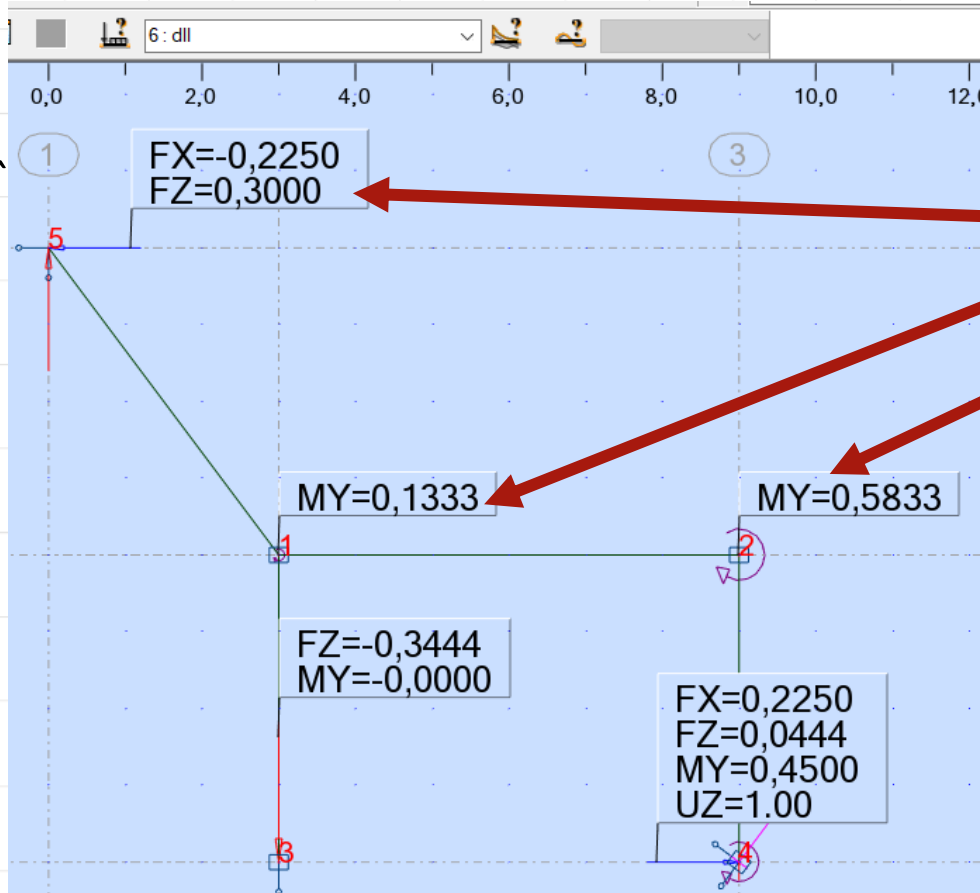 6 : dll
0,0 2,0 4,0 6,0 8,0 10,0 12,
1 3
FX=-0,2250
FZ=0,3000
5
MY=0,1333
MY=0,5833
1 2
FZ=-0,3444
MY=-0,0000
FX=0,2250
FZ=0,0444
MY=0,4500
UZ=1.00
3 4